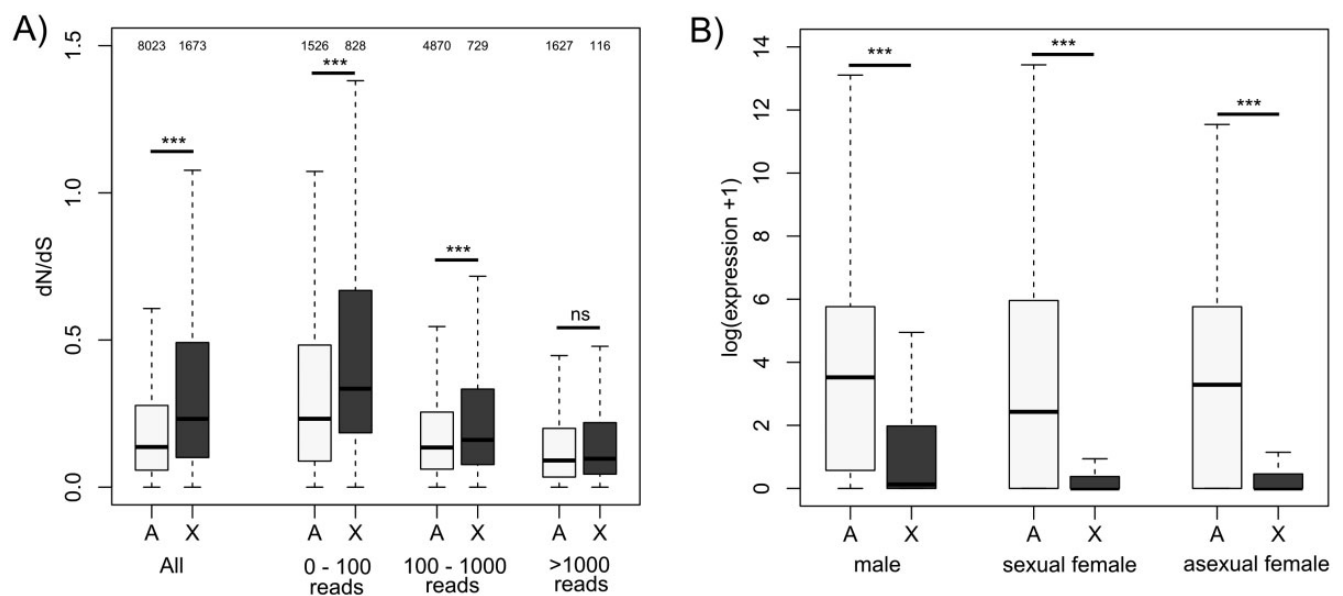 A)
8023 1673 1526 828 4870 729 1627 116
1.5
1.0
0.5
0.0
dN/dS
***
***
***
ns
A X A X A X A X
All
0 - 100
reads
100 - 1000
reads
>1000
reads
B)
14
12
10
8
6
4
2
0
log(expression +1)
***
***
***
A X A X A X
male
sexual female
asexual female